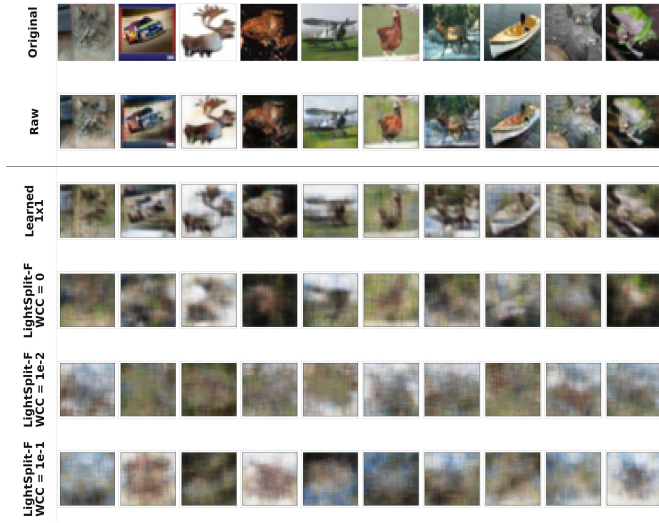 Original
Raw
Learned
1x1
LightSplit-F
WCC = 0
LightSplit-F
WCC = 1e-2
LightSplit-F
WCC = 1e-1